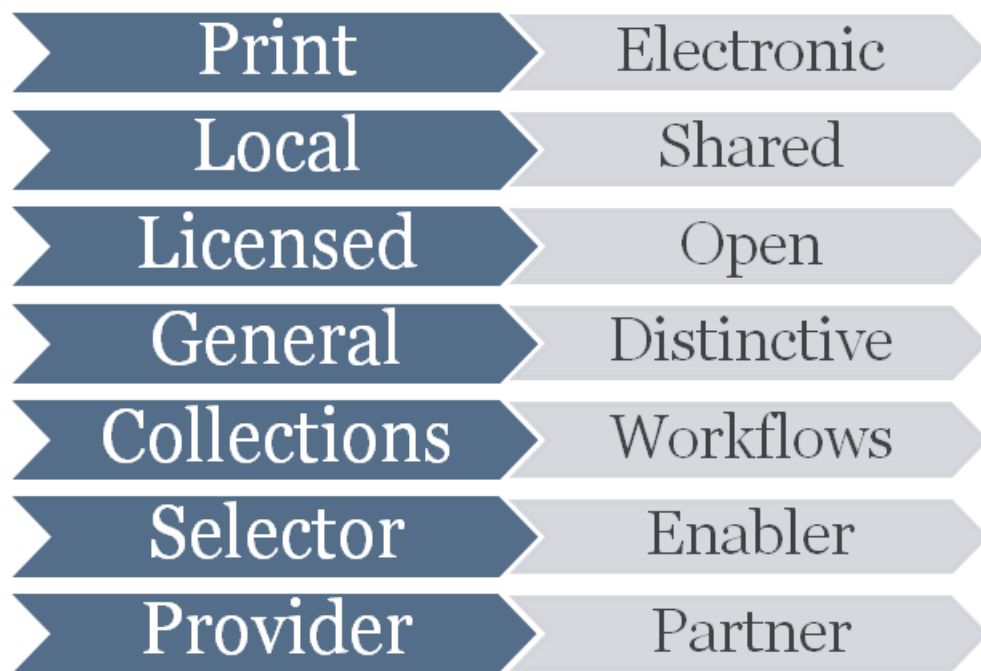 Print Electronic
Local Shared
Licensed Open
General Distinctive
Collections Workflows
Selector Enabler
Provider Partner